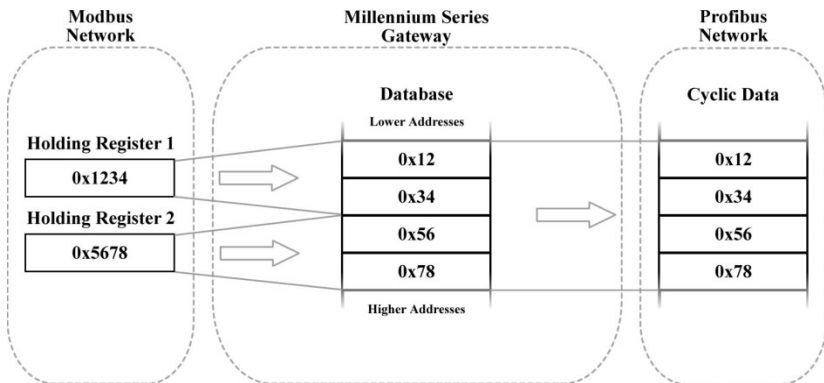 Modbus
Network
Millennium Series
Gateway
Profibus
Network
Database
Cyclic Data
Lower Addresses
Holding Register 1
0x1234
Holding Register 2
0x5678
0x12
0x34
0x56
0x78
Higher Addresses
0x12
0x34
0x56
0x78